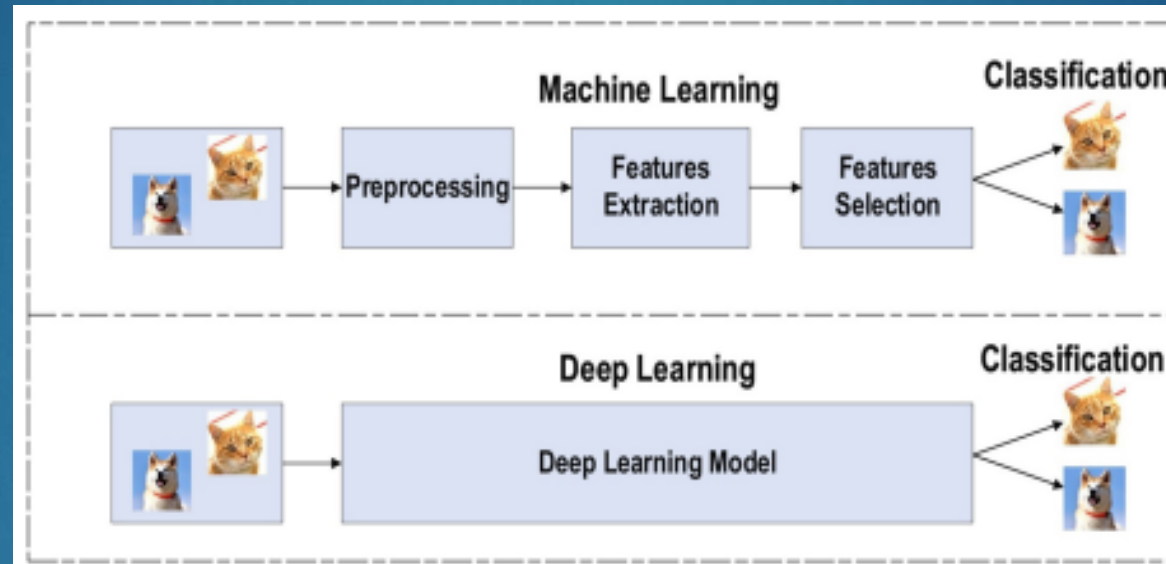 Machine Learning
Classification
Preprocessing
Features
Extraction
Features
Selection
Deep Learning
Classification
Deep Learning Model